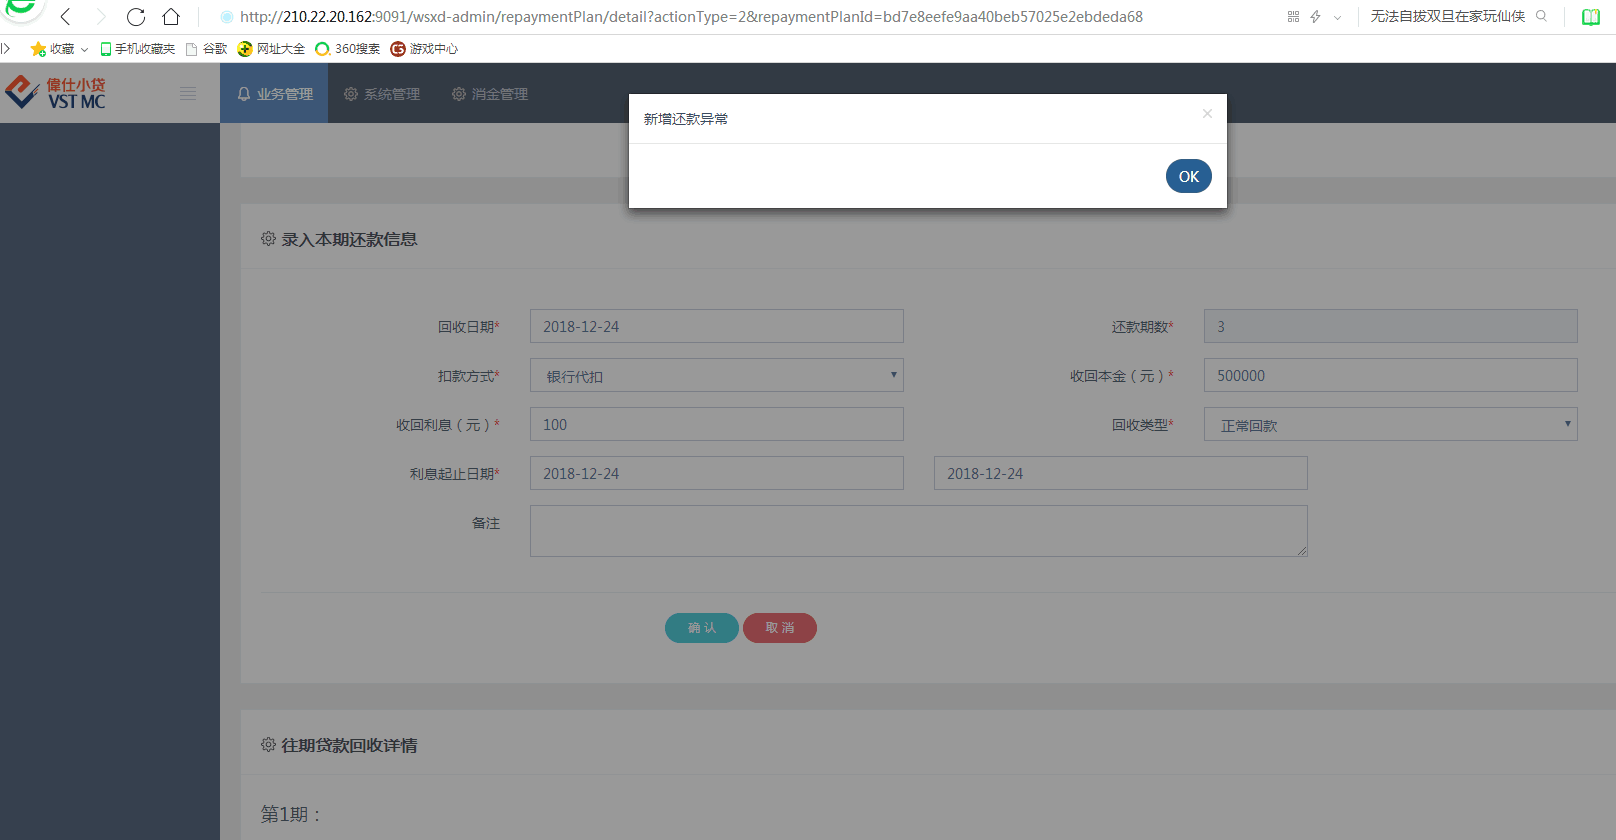 http://210.22.20.162:9091/wsxd-admin/repaymentPlan/detail?actionType=2&repaymentPlanId=bd7e8eefe9aa40beb57025e2ebdeda68
无法自拔双旦在家玩仙侠
收藏 手机收藏夹 谷歌 网址大全 360搜索 游戏中心
偉仕小贷
VST MC
业务管理 系统管理 消金管理
新增还款异常
×
OK
录入本期还款信息
回收日期* 2018-12-24 还款期数* 3
扣款方式* 银行代扣 收回本金（元）* 500000
收回利息（元）* 100 回收类型* 正常回款
利息起止日期* 2018-12-24 2018-12-24
备注
确 认 取 消
往期贷款回收详情
第1期：